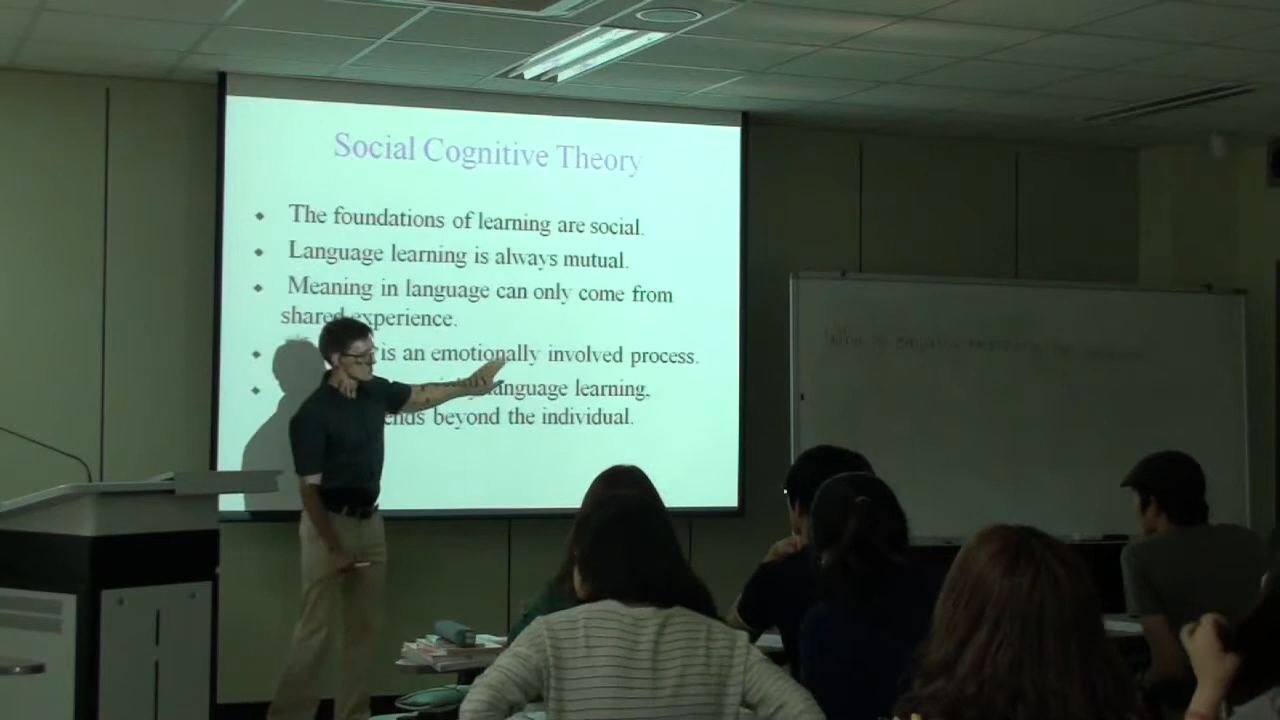 Social Cognitive Theory
The foundations of learning are social.
Language learning is always mutual.
Meaning in language can only come from
shared experience.
is an emotionally involved process.
language learning,
beyond the individual.